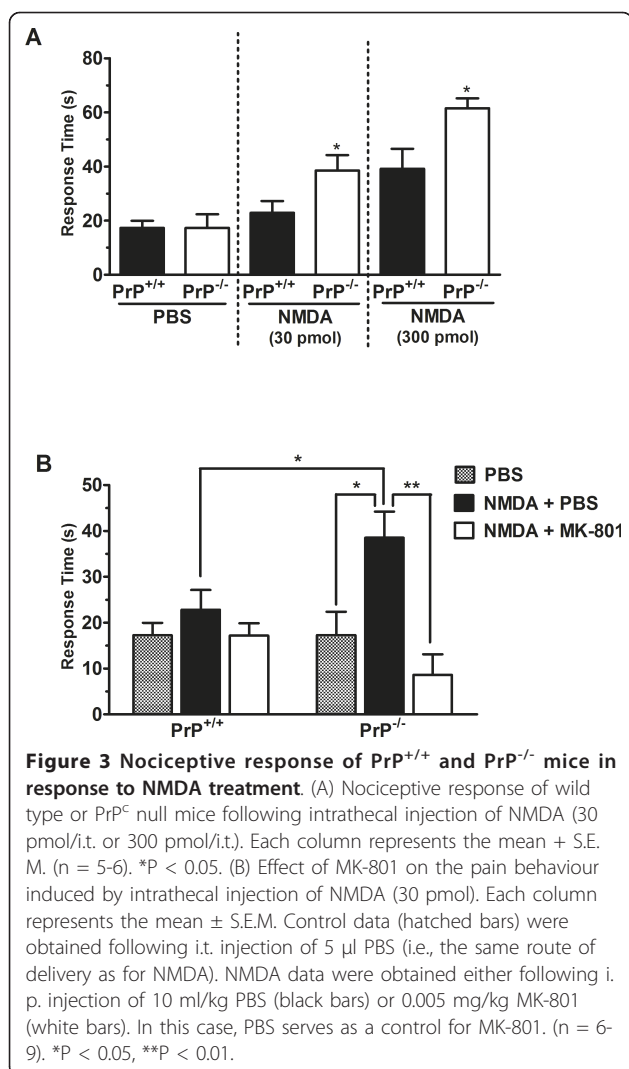 A
80
60
40
20
0
Response Time (s)
*
*
PrP+/+ PrP-/- PrP+/+ PrP-/- PrP+/+ PrP-/-
PBS NMDA NMDA
(30 pmol) (300 pmol)
B
50
40
30
20
10
0
Response Time (s)
*
* **
PBS
NMDA + PBS
NMDA + MK-801
PrP+/+ PrP-/-
Figure 3 Nociceptive response of PrP+/+ and PrP-/- mice in
response to NMDA treatment. (A) Nociceptive response of wild
type or PrPC null mice following intrathecal injection of NMDA (30
pmol/i.t. or 300 pmol/i.t.). Each column represents the mean + S.E.
M. (n = 5-6). *P < 0.05. (B) Effect of MK-801 on the pain behaviour
induced by intrathecal injection of NMDA (30 pmol). Each column
represents the mean ± S.E.M. Control data (hatched bars) were
obtained following i.t. injection of 5 μl PBS (i.e., the same route of
delivery as for NMDA). NMDA data were obtained either following i.
p. injection of 10 ml/kg PBS (black bars) or 0.005 mg/kg MK-801
(white bars). In this case, PBS serves as a control for MK-801. (n = 6-
9). *P < 0.05, **P < 0.01.